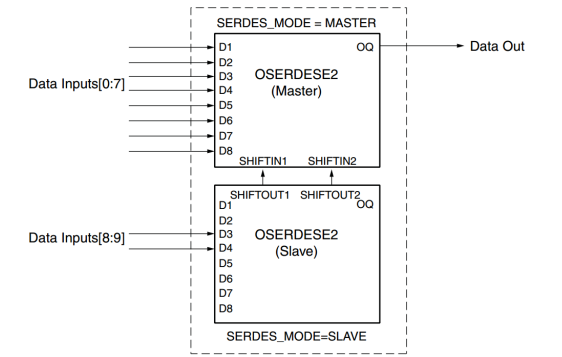 SERDES_MODE = MASTER
D1
OQ
Data Out
D2
D3
OSERDESE2
Data Inputs[0:7]
D4
(Master)
D5
D6
D7
D8
SHIFTIN1 SHIFTIN2
SHIFTOUT1 SHIFTOUT2
D1
OQ
D2
D3
OSERDESE2
Data Inputs[8:9]
D4
(Slave)
D5
D6
D7
D8
SERDES_MODE=SLAVE